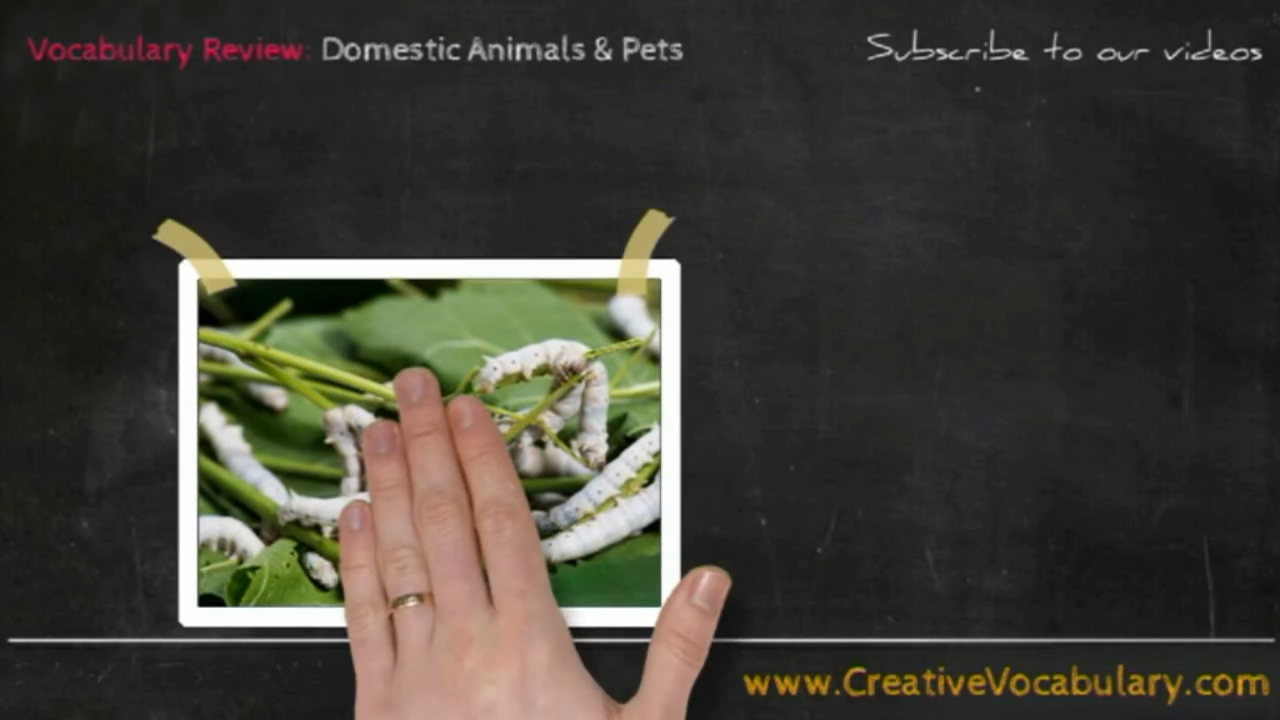 Vocabulary Review: Domestic Animals & Pets
Subscribe to our videos
www.CreativeVocabulary.com